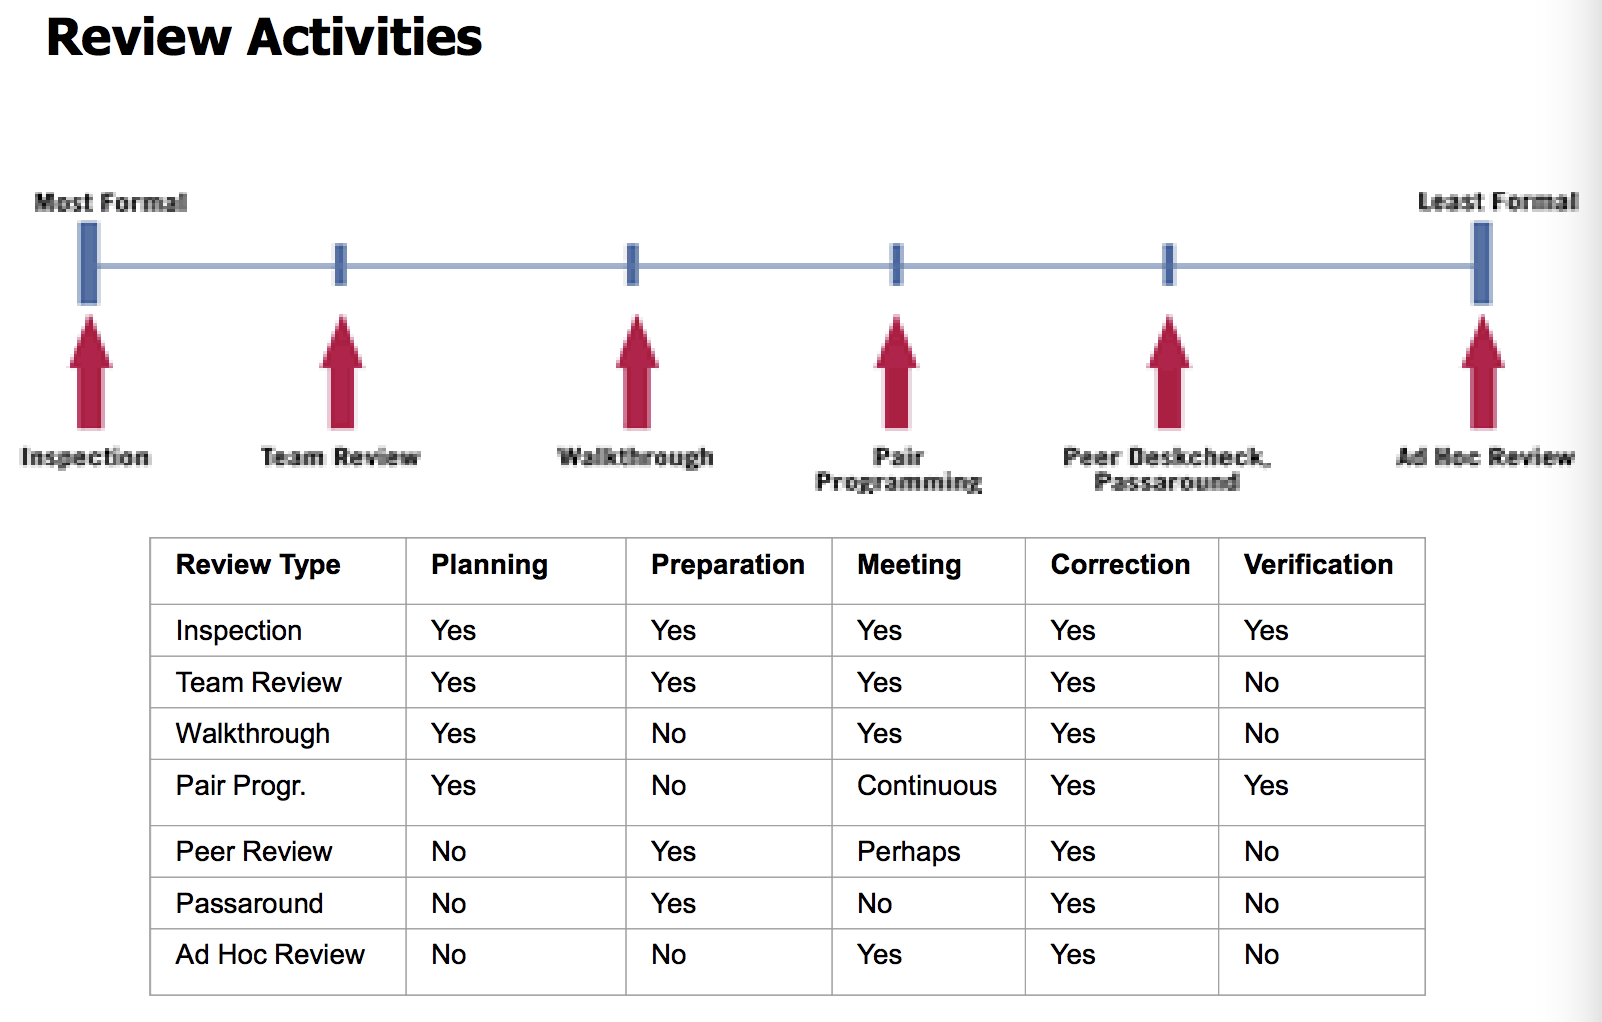 Review Activities
Most Formal
Least Formal
Inspection
Team Review
Walkthrough
Pair
Programming
Peer Deskcheck,
Passaround
Ad Hoc Review
Review Type Planning Preparation Meeting Correction Verification
Inspection Yes Yes Yes Yes Yes
Team Review Yes Yes Yes Yes No
Walkthrough Yes No Yes Yes No
Pair Progr. Yes No Continuous Yes Yes
Peer Review No Yes Perhaps Yes No
Passaround No Yes No Yes No
Ad Hoc Review No No Yes Yes No